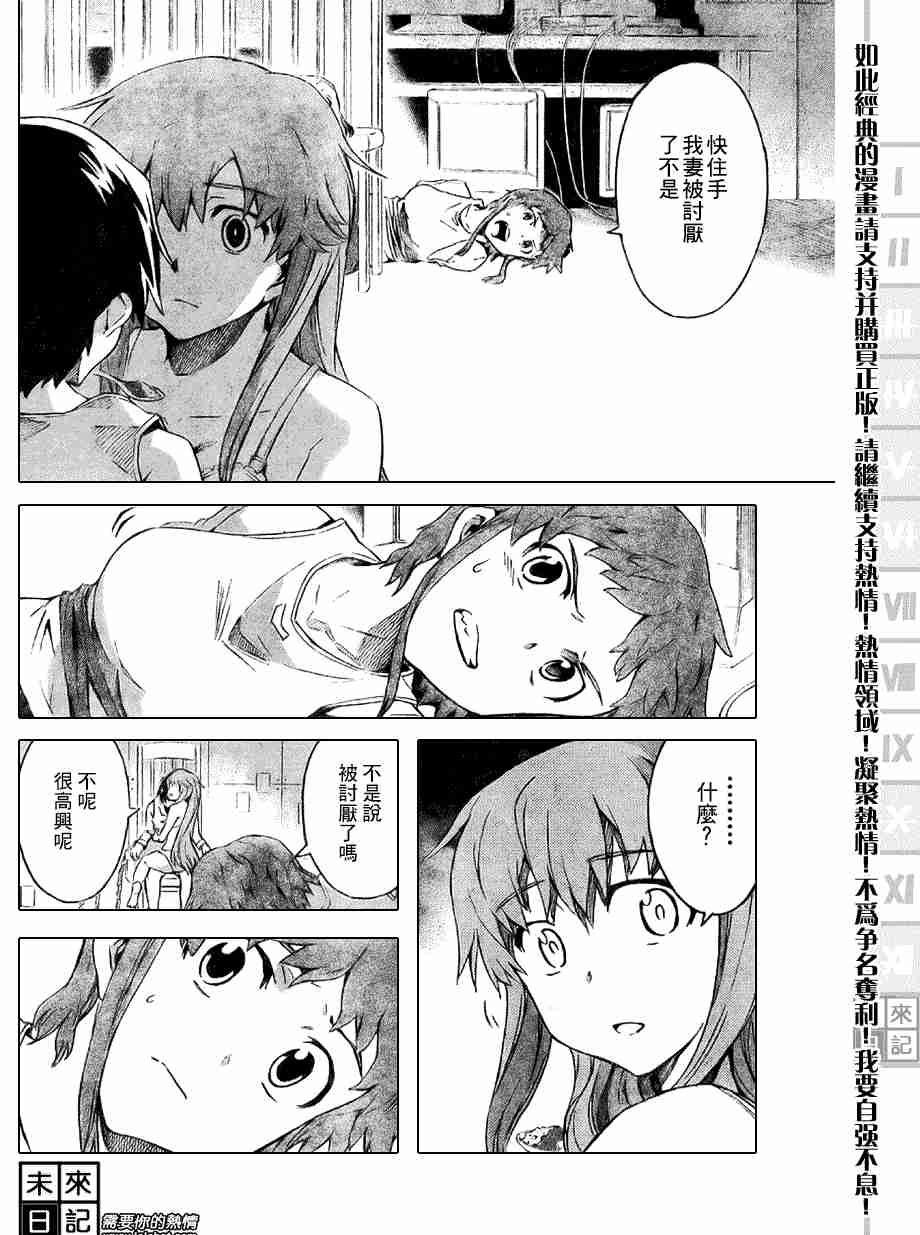 快住手
我妻被討厭
了不是
………
什麼？
不是說
被討厭了嗎
不呢
很高興呢
如此經典的漫畫請支持并購買正版！請繼續支持熱情！熱情領域！凝聚熱情！不爲争名奪利！我要自强不息！
I
II
III
IV
V
VI
VII
VIII
IX
X
XI
來
記
未來
日記
需要你的熱情